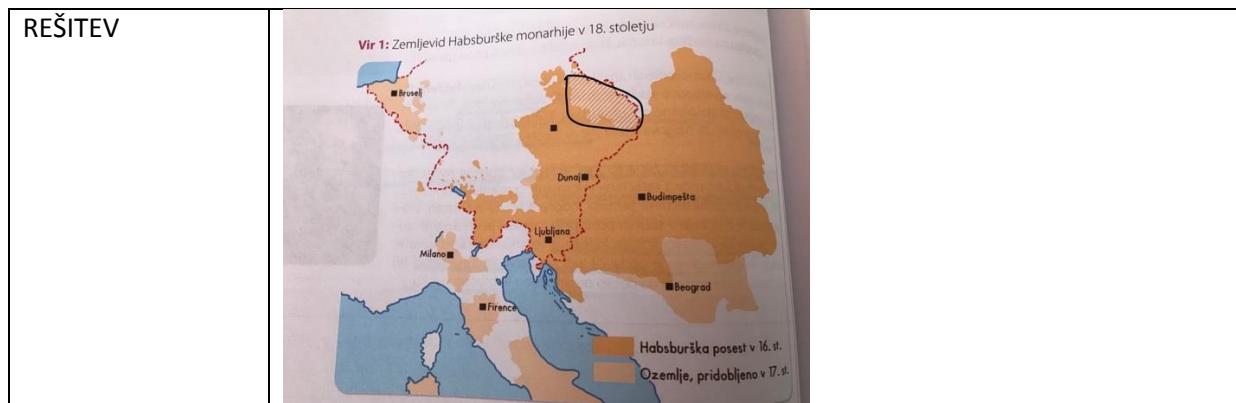 REŠITEV
Vir 1: Zemljevid Habsburške monarhije v 18. stoletju
Bruselj
Dunaj
Budimpešta
Ljubljana
Milano
Beograd
Firence
Habsburška posest v 16. st.
Ozemlje, pridobljeno v 17. st.